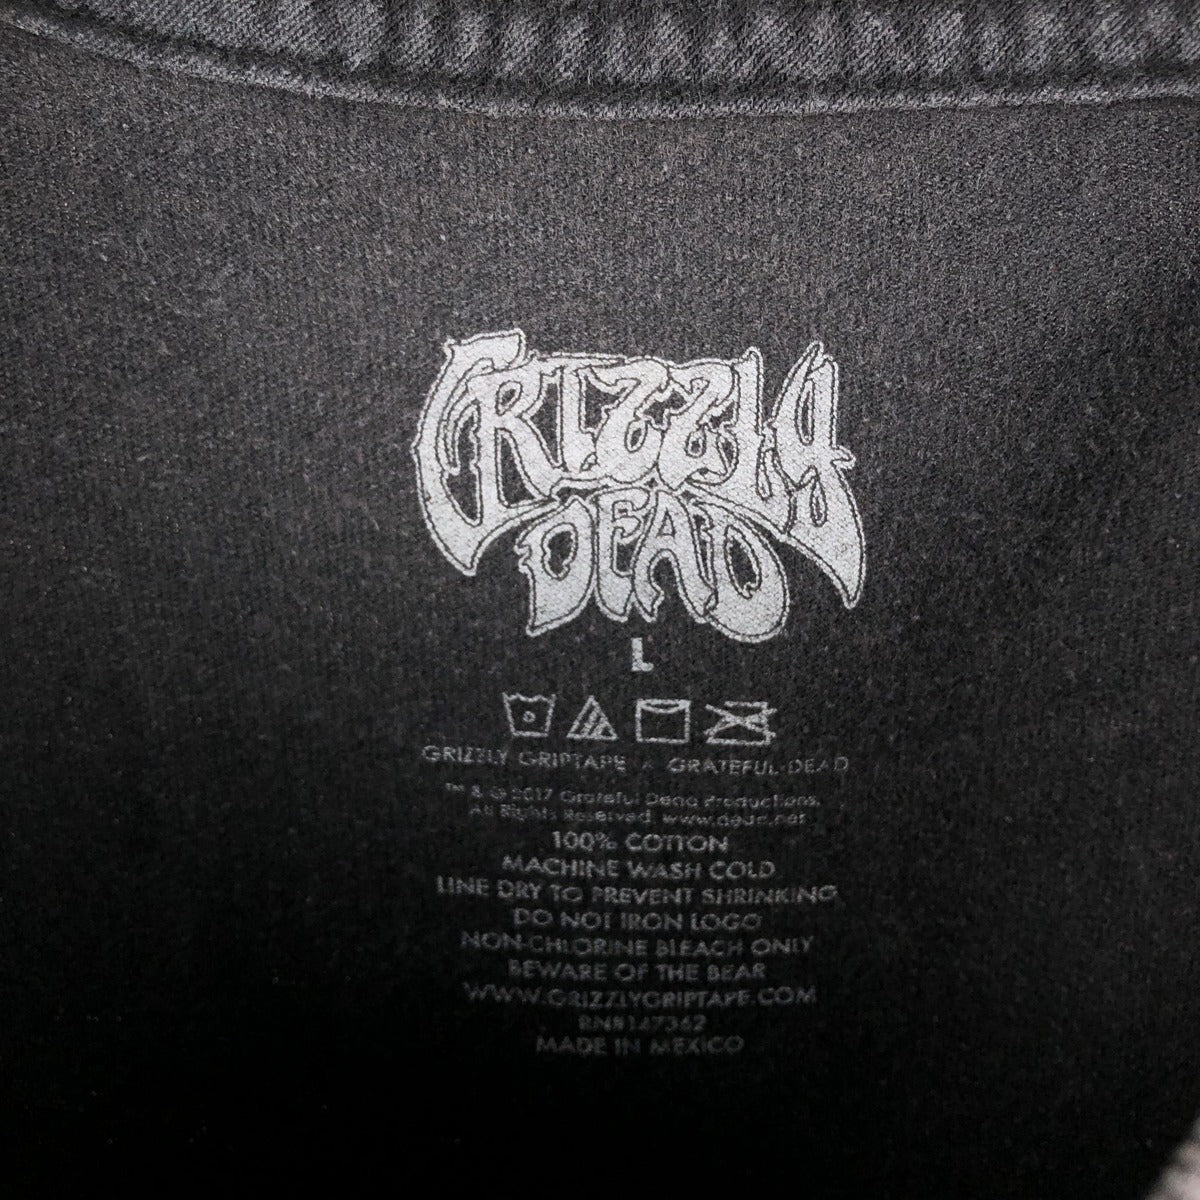 GRIZZLY
DEAD
L
GRIZZLY GRIPTAPE x GRATEFUL DEAD
™ & © 2017 Grateful Dead Productions.
All Rights Reserved. www.dead.net
100% COTTON
MACHINE WASH COLD
LINE DRY TO PREVENT SHRINKING
DO NOT IRON LOGO
NON-CHLORINE BLEACH ONLY
BEWARE OF THE BEAR
WWW.GRIZZLYGRIPTAPE.COM
RN#147362
MADE IN MEXICO